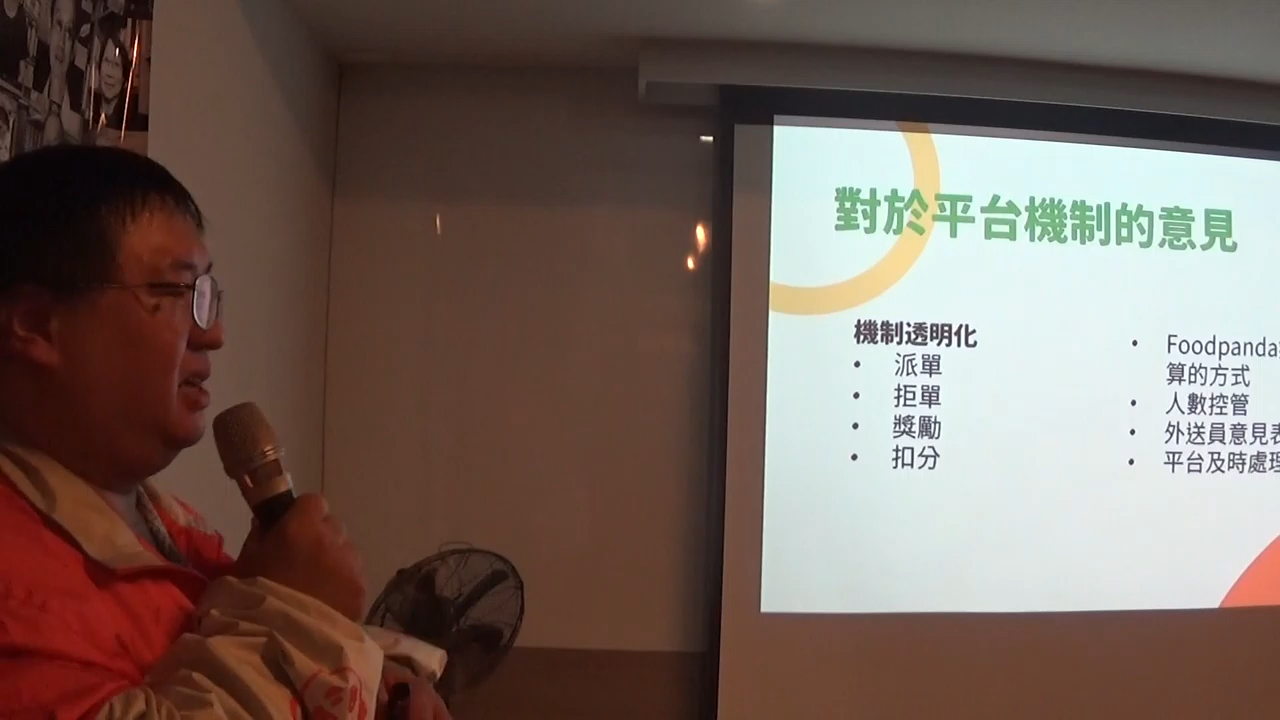 對於平台機制的意見
機制透明化
• 派單
• 拒單
• 獎勵
• 扣分
• Foodpanda
算的方式
• 人數控管
• 外送員意見表
• 平台及時處理